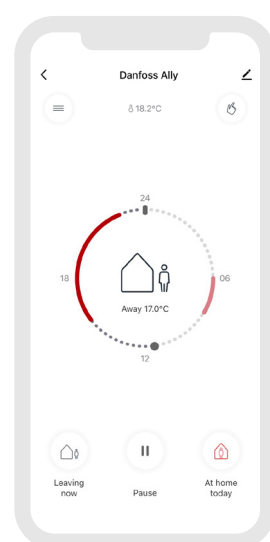 Danfoss Ally
18.2°C
24
18
06
Away 17.0°C
12
Leaving
now
Pause
At home
today